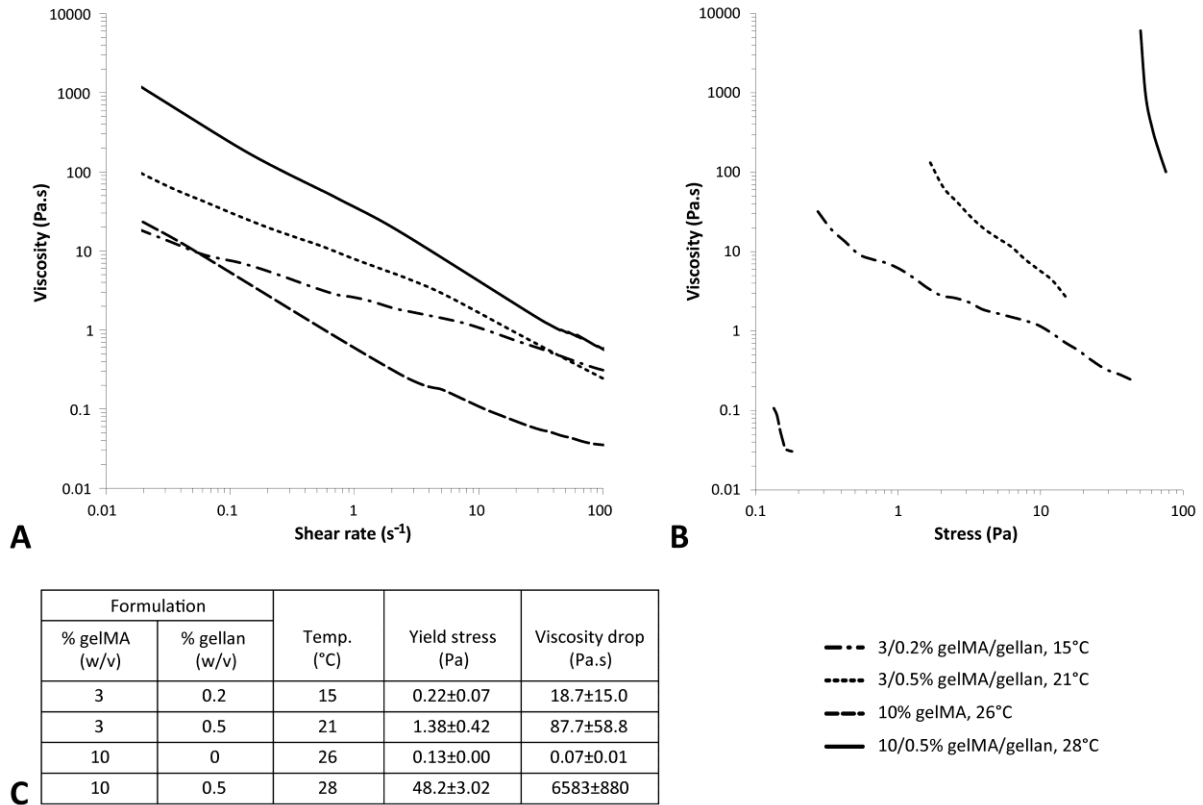 10000
1000
100
10
1
0.1
0.01
Viscosity (Pa.s)
0.01 0.1 1 10 100
Shear rate (s⁻¹)
A
10000
1000
100
10
1
0.1
0.01
Viscosity (Pa.s)
0.1 1 10 100
Stress (Pa)
B
Formulation
% gelMA
(w/v)
% gellan
(w/v)
Temp.
(°C)
Yield stress
(Pa)
Viscosity drop
(Pa.s)
3 0.2 15 0.22±0.07 18.7±15.0
3 0.5 21 1.38±0.42 87.7±58.8
10 0 26 0.13±0.00 0.07±0.01
10 0.5 28 48.2±3.02 6583±880
C
3/0.2% gelMA/gellan, 15°C
3/0.5% gelMA/gellan, 21°C
10% gelMA, 26°C
10/0.5% gelMA/gellan, 28°C